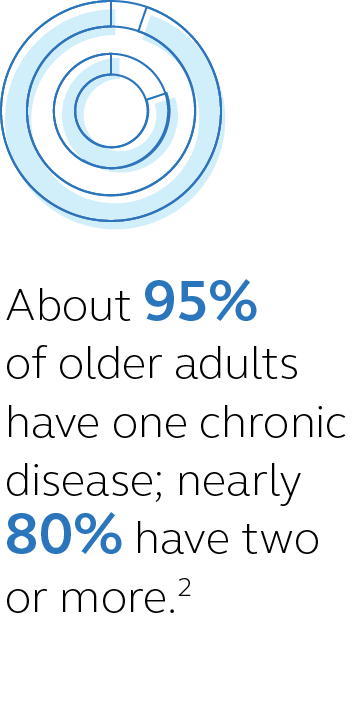 About 95%
of older adults
have one chronic
disease; nearly
80% have two
or more.²